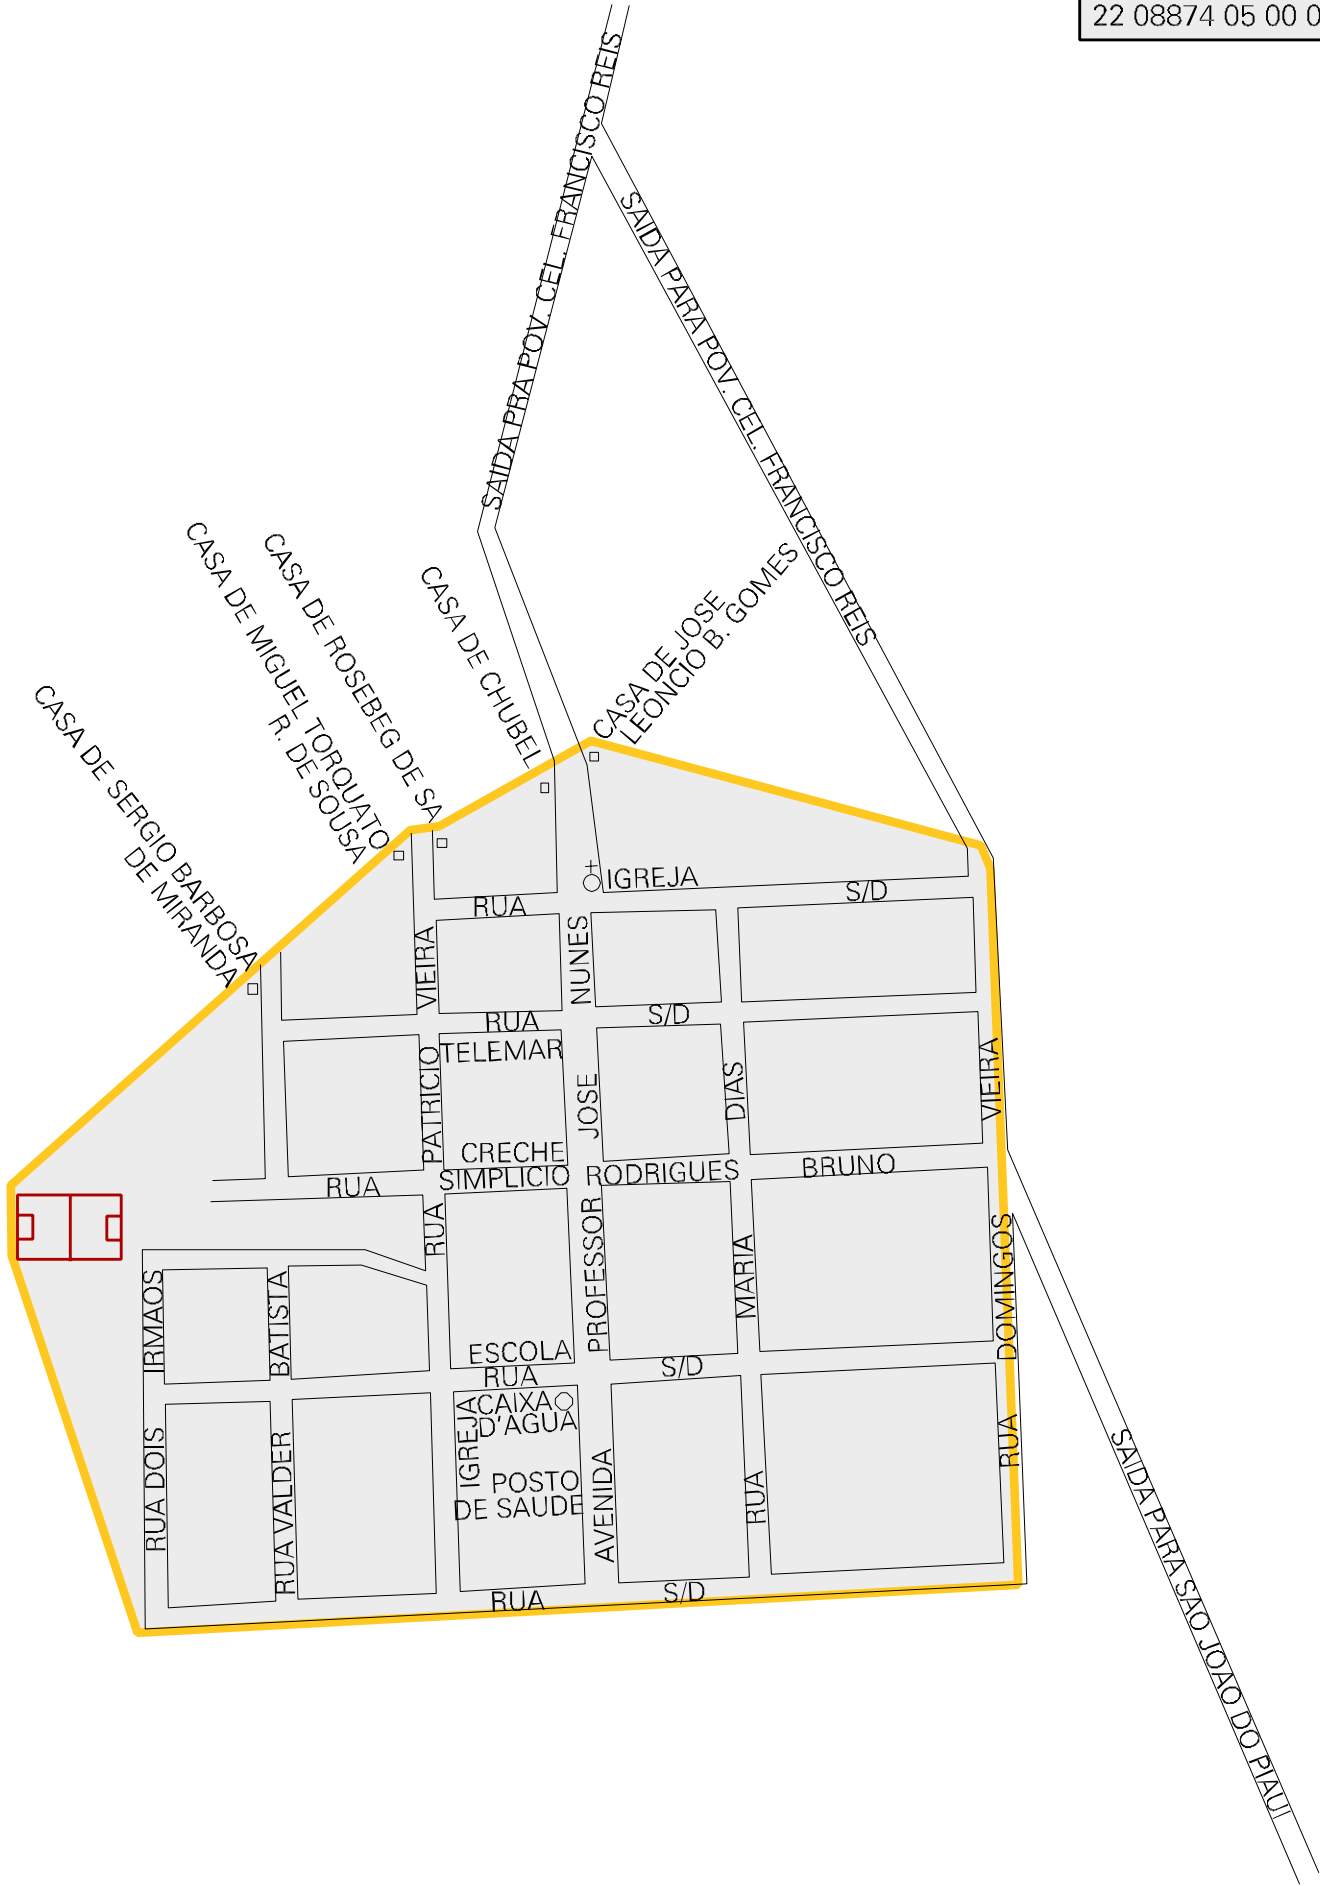 22 08874 05 00 0
SAIDA PRA POV. CEL. FRANCISCO REIS
SAIDA PARA POV. CEL. FRANCISCO REIS
CASA DE JOSE
LEONCIO B. GOMES
CASA DE CHUBEL
CASA DE ROSEBEG DE SA
CASA DE MIGUEL TORQUATO
R. DE SOUSA
CASA DE SERGIO BARBOSA
DE MIRANDA
IGREJA
RUA S/D
RUA S/D
TELEMAR
CRECHE
RUA SIMPLICIO RODRIGUES BRUNO
ESCOLA
RUA S/D
CAIXA
D'AGUA
IGREJA
POSTO
DE SAUDE
RUA S/D
RUA DOIS IRMAOS
RUA VALDER BATISTA
RUA PATRICIO VIEIRA
AVENIDA PROFESSOR JOSE NUNES
RUA MARIA DIAS
RUA DOMINGOS VIEIRA
SAIDA PARA SAO JOAO DO PIAUI